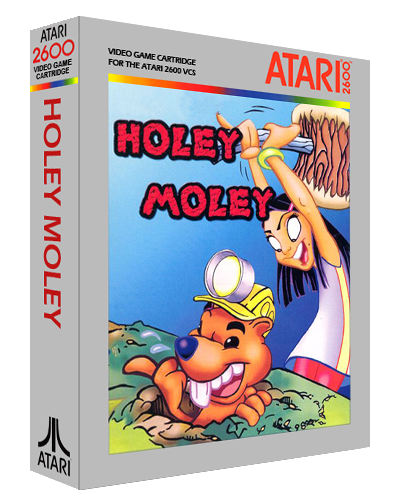 ATARI
2600
VIDEO GAME
CARTRIDGE
HOLEY MOLEY
ATARI
VIDEO GAME CARTRIDGE
FOR THE ATARI 2600 VCS
ATARI
2600
HOLEY
MOLEY